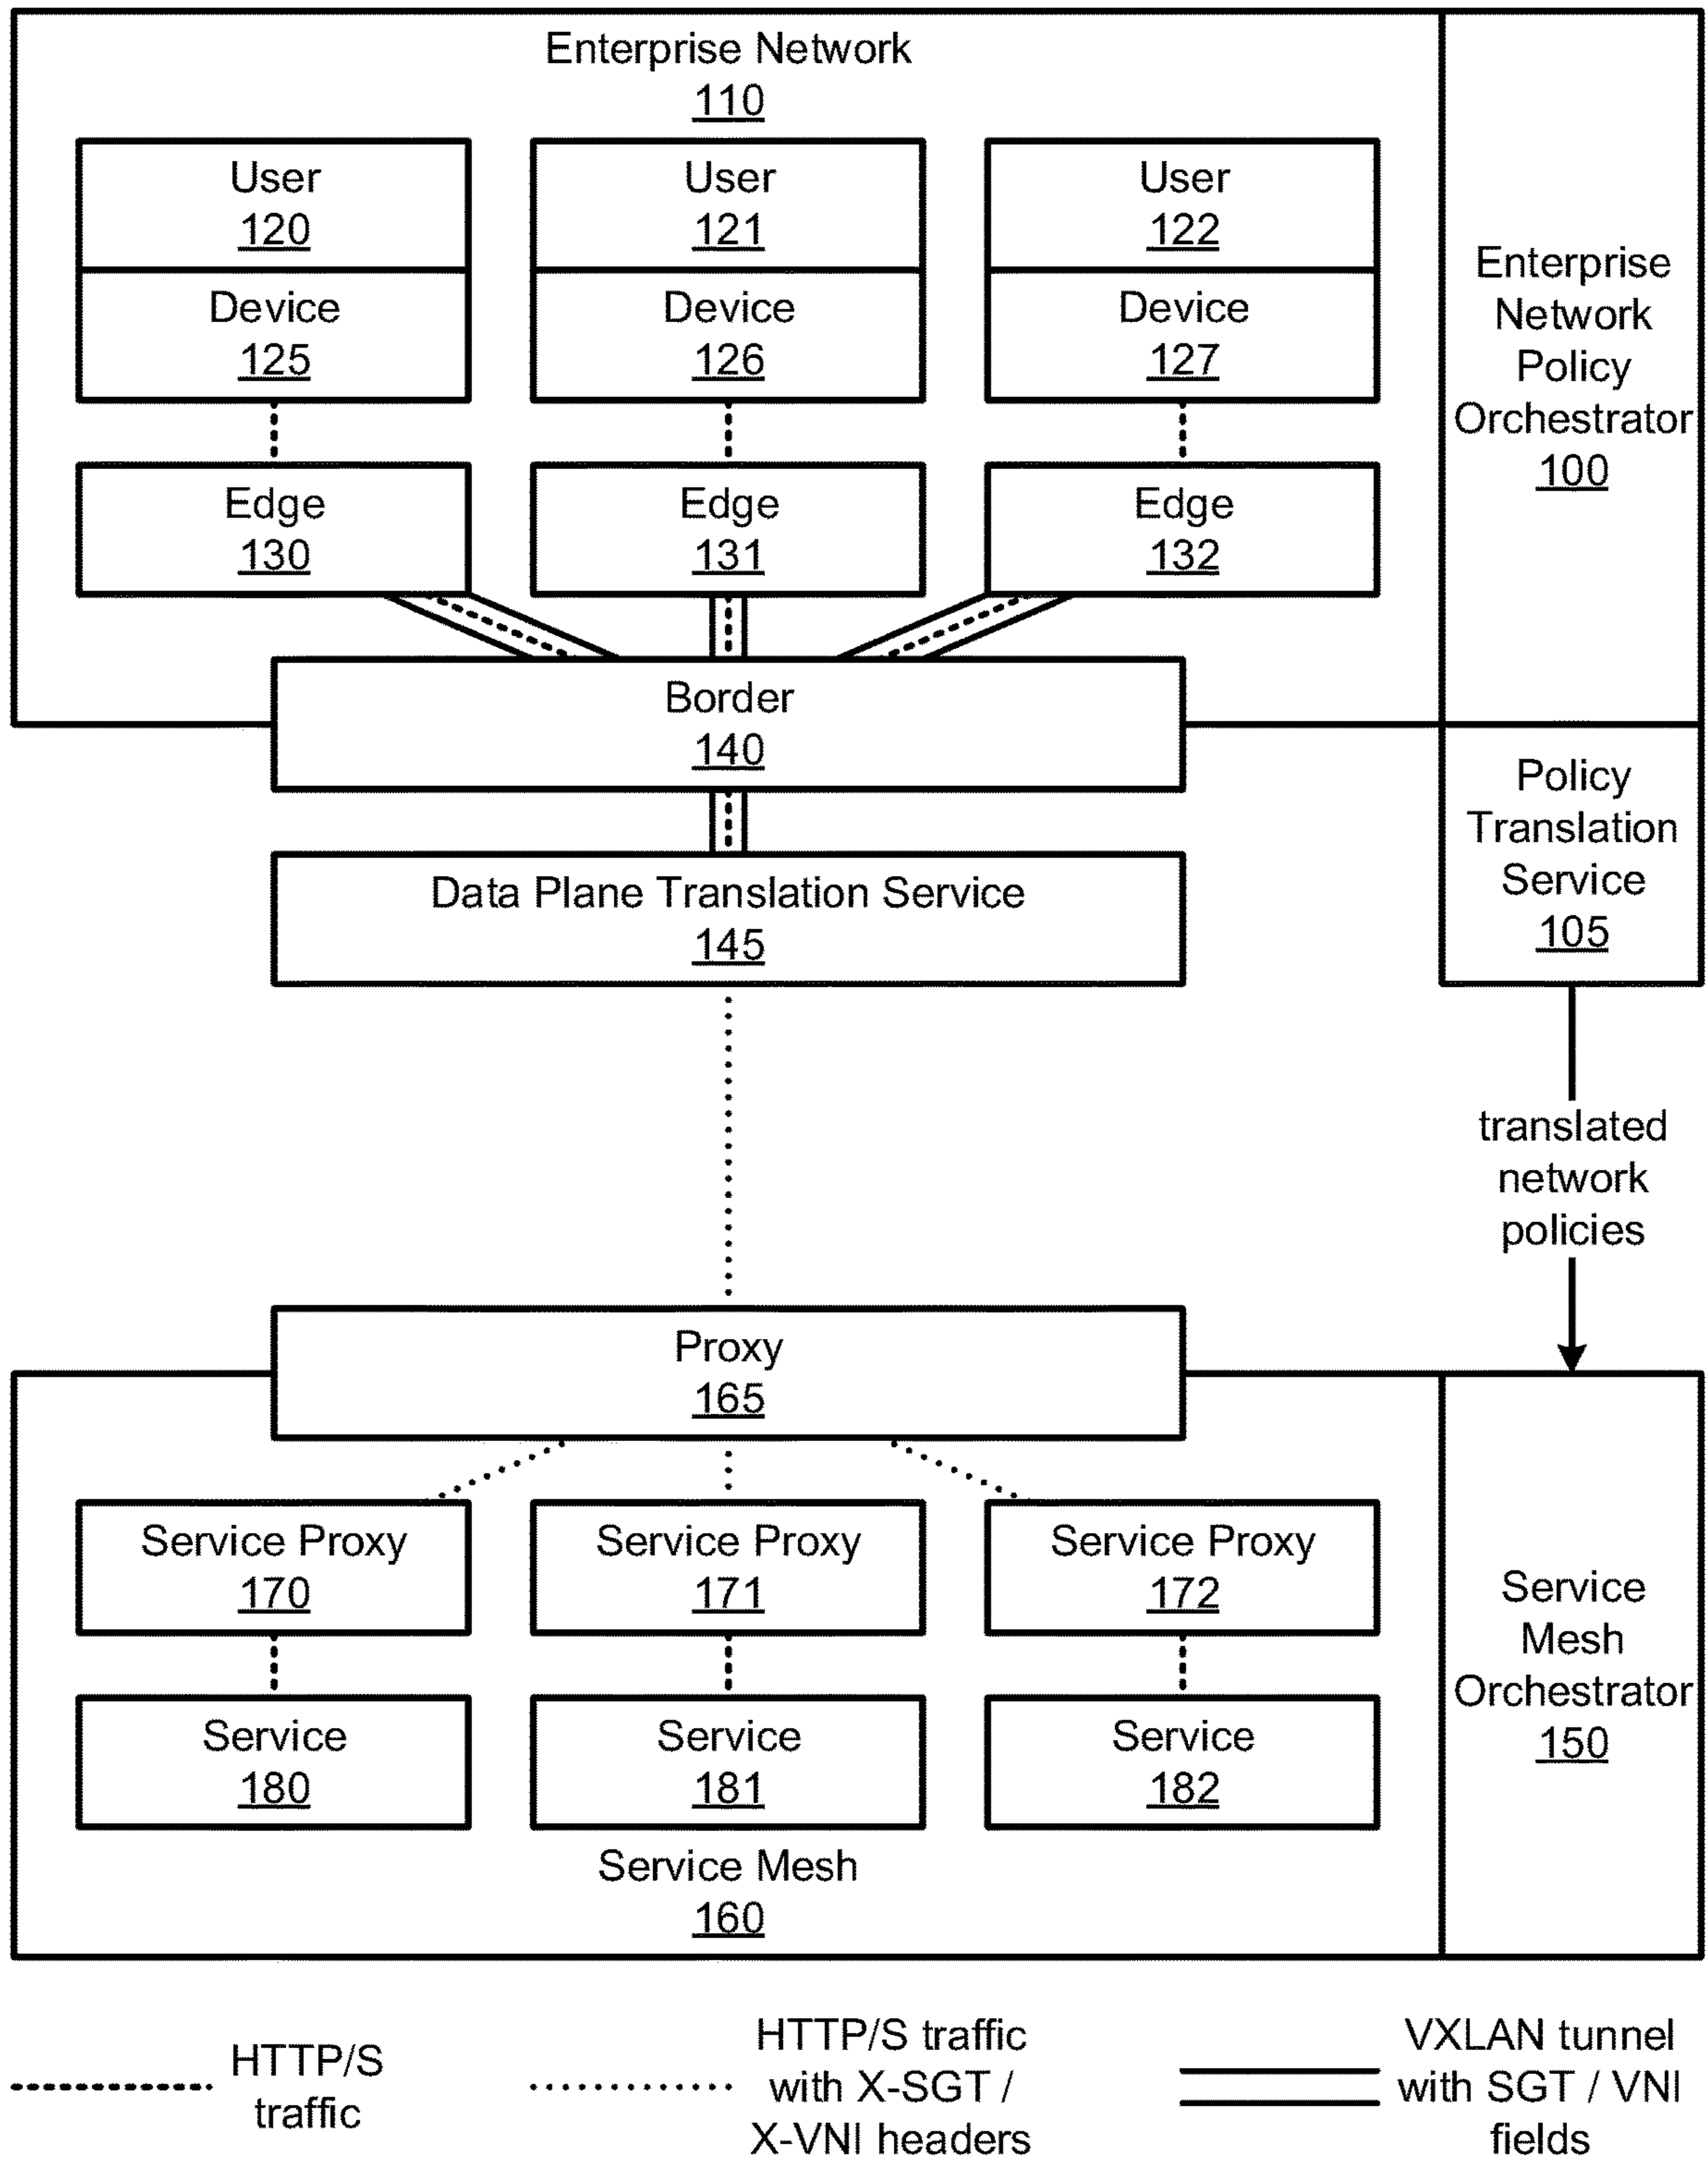 Enterprise Network
110
User
120
User
121
User
122
Device
125
Device
126
Device
127
Edge
130
Edge
131
Edge
132
Border
140
Data Plane Translation Service
145
Enterprise
Network
Policy
Orchestrator
100
Policy
Translation
Service
105
translated
network
policies
Proxy
165
Service Proxy
170
Service Proxy
171
Service Proxy
172
Service
180
Service
181
Service
182
Service Mesh
160
Service
Mesh
Orchestrator
150
HTTP/S
traffic
HTTP/S traffic
with X-SGT /
X-VNI headers
VXLAN tunnel
with SGT / VNI
fields